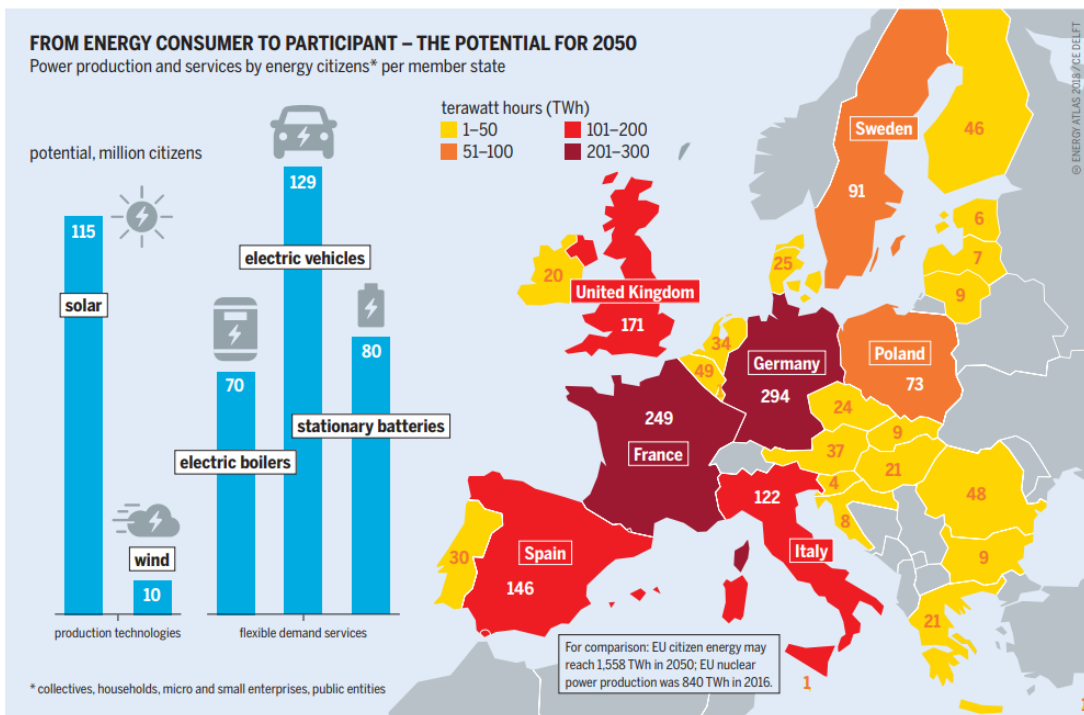 FROM ENERGY CONSUMER TO PARTICIPANT – THE POTENTIAL FOR 2050
Power production and services by energy citizens* per member state
© ENERGY ATLAS 2018 / CE DELFT
potential, million citizens
115
solar
wind
10
production technologies
129
electric vehicles
70
electric boilers
80
stationary batteries
flexible demand services
terawatt hours (TWh)
1–50
51–100
101–200
201–300
Sweden
91
46
6
7
9
25
20
United Kingdom
171
34
49
Germany
294
Poland
73
249
France
24
9
37
21
4
8
48
9
122
Italy
30
Spain
146
21
1
For comparison: EU citizen energy may
reach 1,558 TWh in 2050; EU nuclear
power production was 840 TWh in 2016.
* collectives, households, micro and small enterprises, public entities